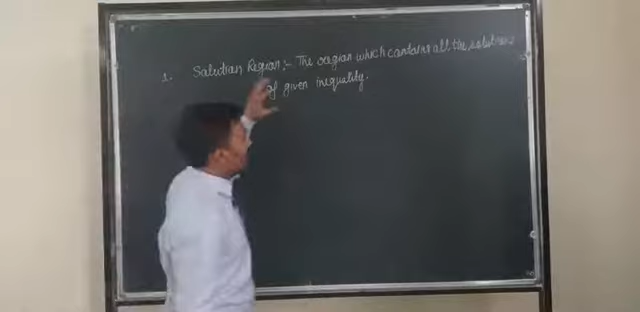 1. Solution Region :- The region which contains all the solutions
of given inequality.